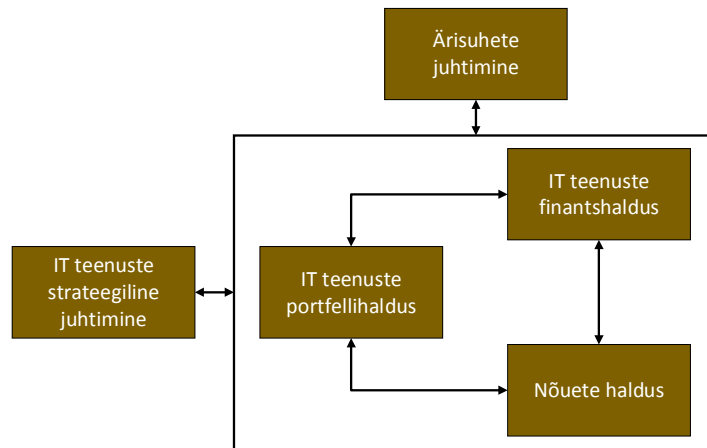 Ärisuhete
juhtimine
IT teenuste
finantshaldus
IT teenuste
strateegiline
juhtimine
IT teenuste
portfellihaldus
Nõuete haldus